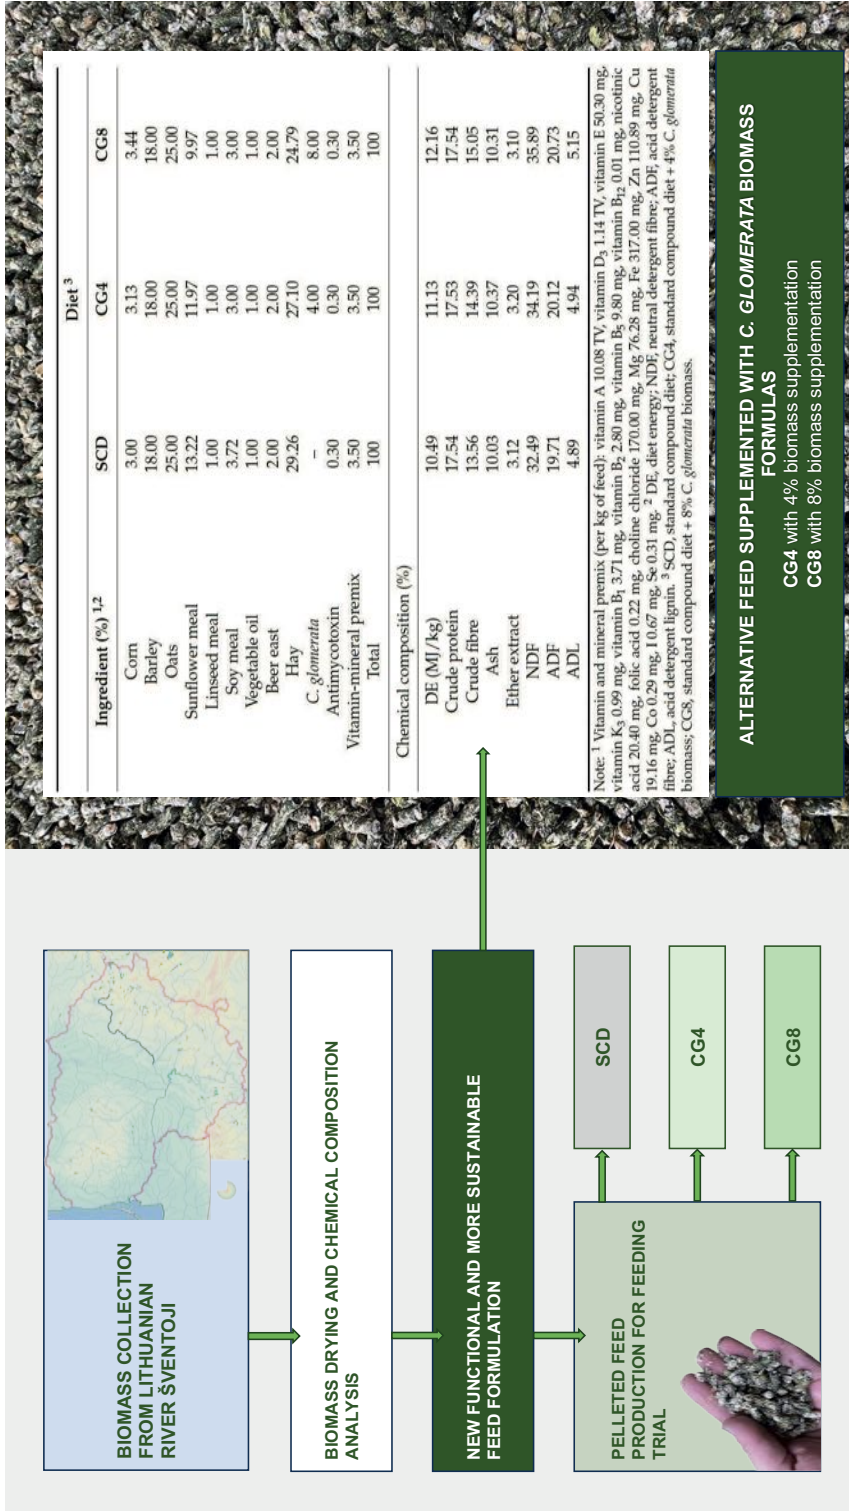 BIOMASS COLLECTION
FROM LITHUANIAN
RIVER ŠVENTOJI
BIOMASS DRYING AND CHEMICAL COMPOSITION
ANALYSIS
NEW FUNCTIONAL AND MORE SUSTAINABLE
FEED FORMULATION
PELLETED FEED
PRODUCTION FOR FEEDING
TRIAL
SCD
CG4
CG8
Diet 3
Ingredient (%) 1,2 SCD CG4 CG8
Corn 3.00 3.13 3.44
Barley 18.00 18.00 18.00
Oats 25.00 25.00 25.00
Sunflower meal 13.22 11.97 9.97
Linseed meal 1.00 1.00 1.00
Soy meal 3.72 3.00 3.00
Vegetable oil 1.00 1.00 1.00
Beer east 2.00 2.00 2.00
Hay 29.26 27.10 24.79
C. glomerata – 4.00 8.00
Antimycotoxin 0.30 0.30 0.30
Vitamin-mineral premix 3.50 3.50 3.50
Total 100 100 100
Chemical composition (%)
DE (MJ/kg) 10.49 11.13 12.16
Crude protein 17.54 17.53 17.54
Crude fibre 13.56 14.39 15.05
Ash 10.03 10.37 10.31
Ether extract 3.12 3.20 3.10
NDF 32.49 34.19 35.89
ADF 19.71 20.12 20.73
ADL 4.89 4.94 5.15
Note: 1 Vitamin and mineral premix (per kg of feed): vitamin A 10.08 TV, vitamin D3 1.14 TV, vitamin E 50.30 mg,
vitamin K3 0.99 mg, vitamin B1 3.71 mg, vitamin B2 2.80 mg, vitamin B5 9.80 mg, vitamin B12 0.01 mg, nicotinic
acid 20.40 mg, folic acid 0.22 mg, choline chloride 170.00 mg, Mg 76.28 mg, Fe 317.00 mg, Zn 110.89 mg, Cu
19.16 mg, Co 0.29 mg, I 0.67 mg, Se 0.31 mg. 2 DE, diet energy; NDF, neutral detergent fibre; ADF, acid detergent
fibre; ADL, acid detergent lignin. 3 SCD, standard compound diet; CG4, standard compound diet + 4% C. glomerata
biomass; CG8, standard compound diet + 8% C. glomerata biomass.
ALTERNATIVE FEED SUPPLEMENTED WITH C. GLOMERATA BIOMASS
FORMULAS
CG4 with 4% biomass supplementation
CG8 with 8% biomass supplementation